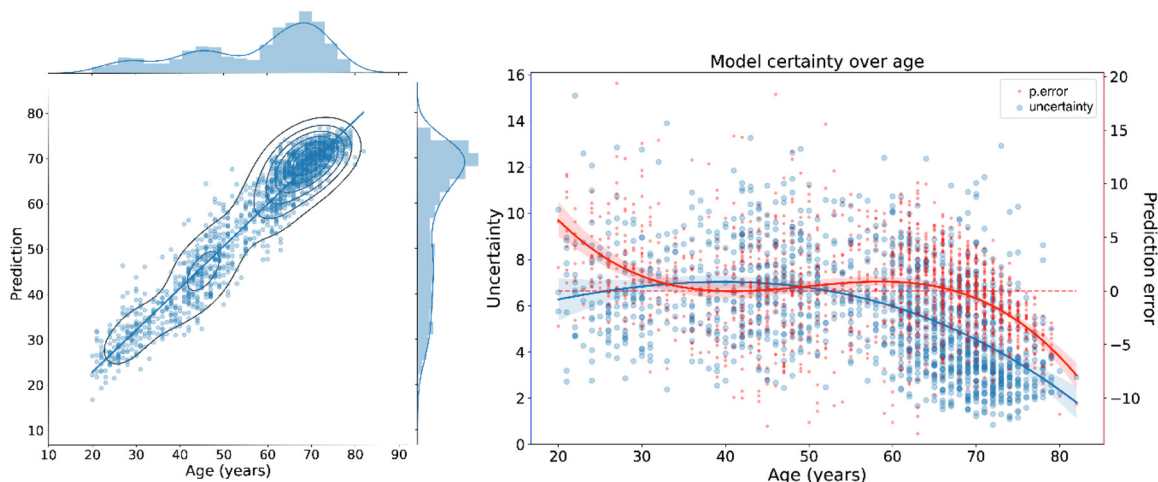 Prediction
80
70
60
50
40
30
20
10
10 20 30 40 50 60 70 80 90
Age (years)
Model certainty over age
p.error
uncertainty
Uncertainty
16
14
12
10
8
6
4
2
0
20 30 40 50 60 70 80
Age (years)
20
15
10
5
0
−5
−10
Prediction error